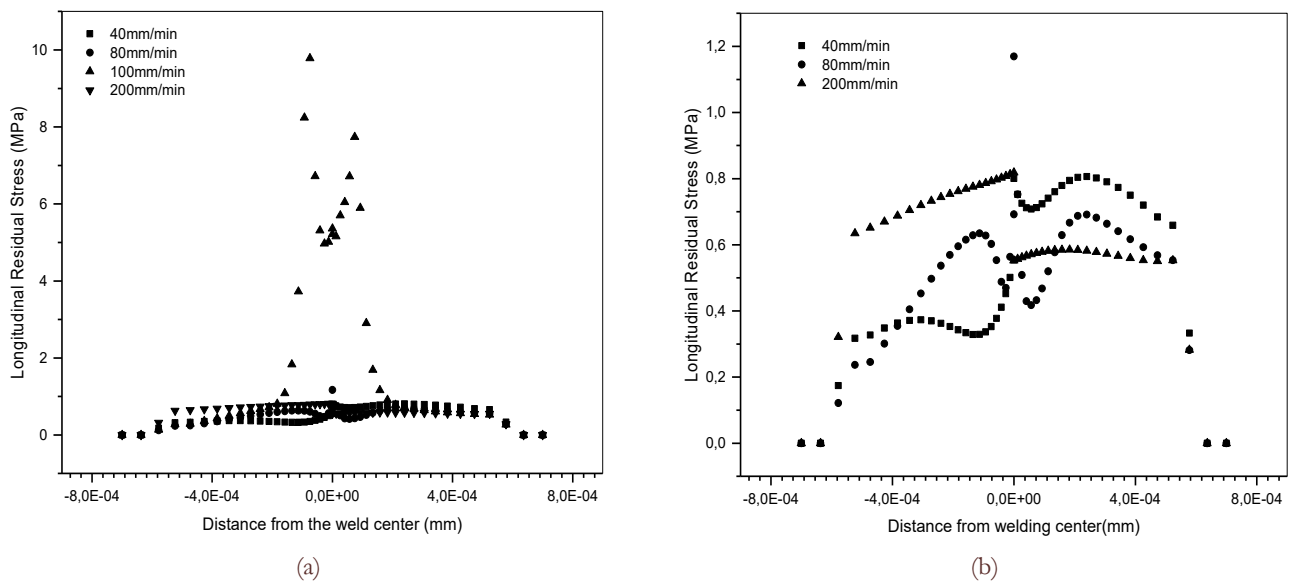 40mm/min
80mm/min
100mm/min
200mm/min
10
8
6
4
2
0
Longitudinal Residual Stress (MPa)
-8,0E-04
-4,0E-04
0,0E+00
4,0E-04
8,0E-04
Distance from the weld center (mm)
(a)
40mm/min
80mm/min
200mm/min
1,2
1,0
0,8
0,6
0,4
0,2
0,0
Longitudinal Residual Stress (MPa)
-8,0E-04
-4,0E-04
0,0E+00
4,0E-04
8,0E-04
Distance from welding center(mm)
(b)